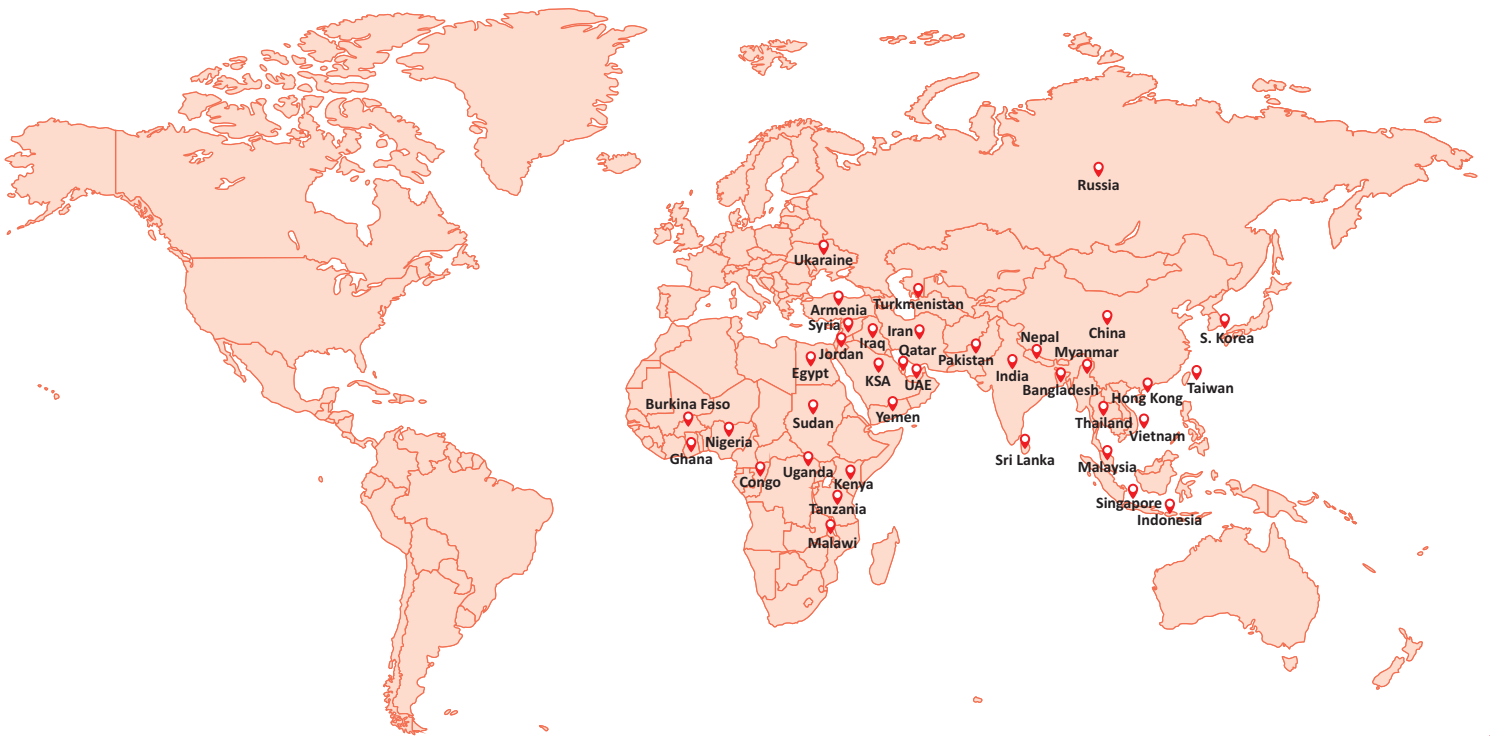 Russia
Ukaraine
Turkmenistan
Armenia
Syria
Iran
Iraq
China
S. Korea
Nepal
Jordan
Qatar
Pakistan
Myanmar
Egypt
KSA
UAE
India
Bangladesh
Taiwan
Hong Kong
Burkina Faso
Yemen
Sudan
Thailand
Vietnam
Nigeria
Ghana
Sri Lanka
Malaysia
Uganda
Congo
Kenya
Singapore
Tanzania
Indonesia
Malawi